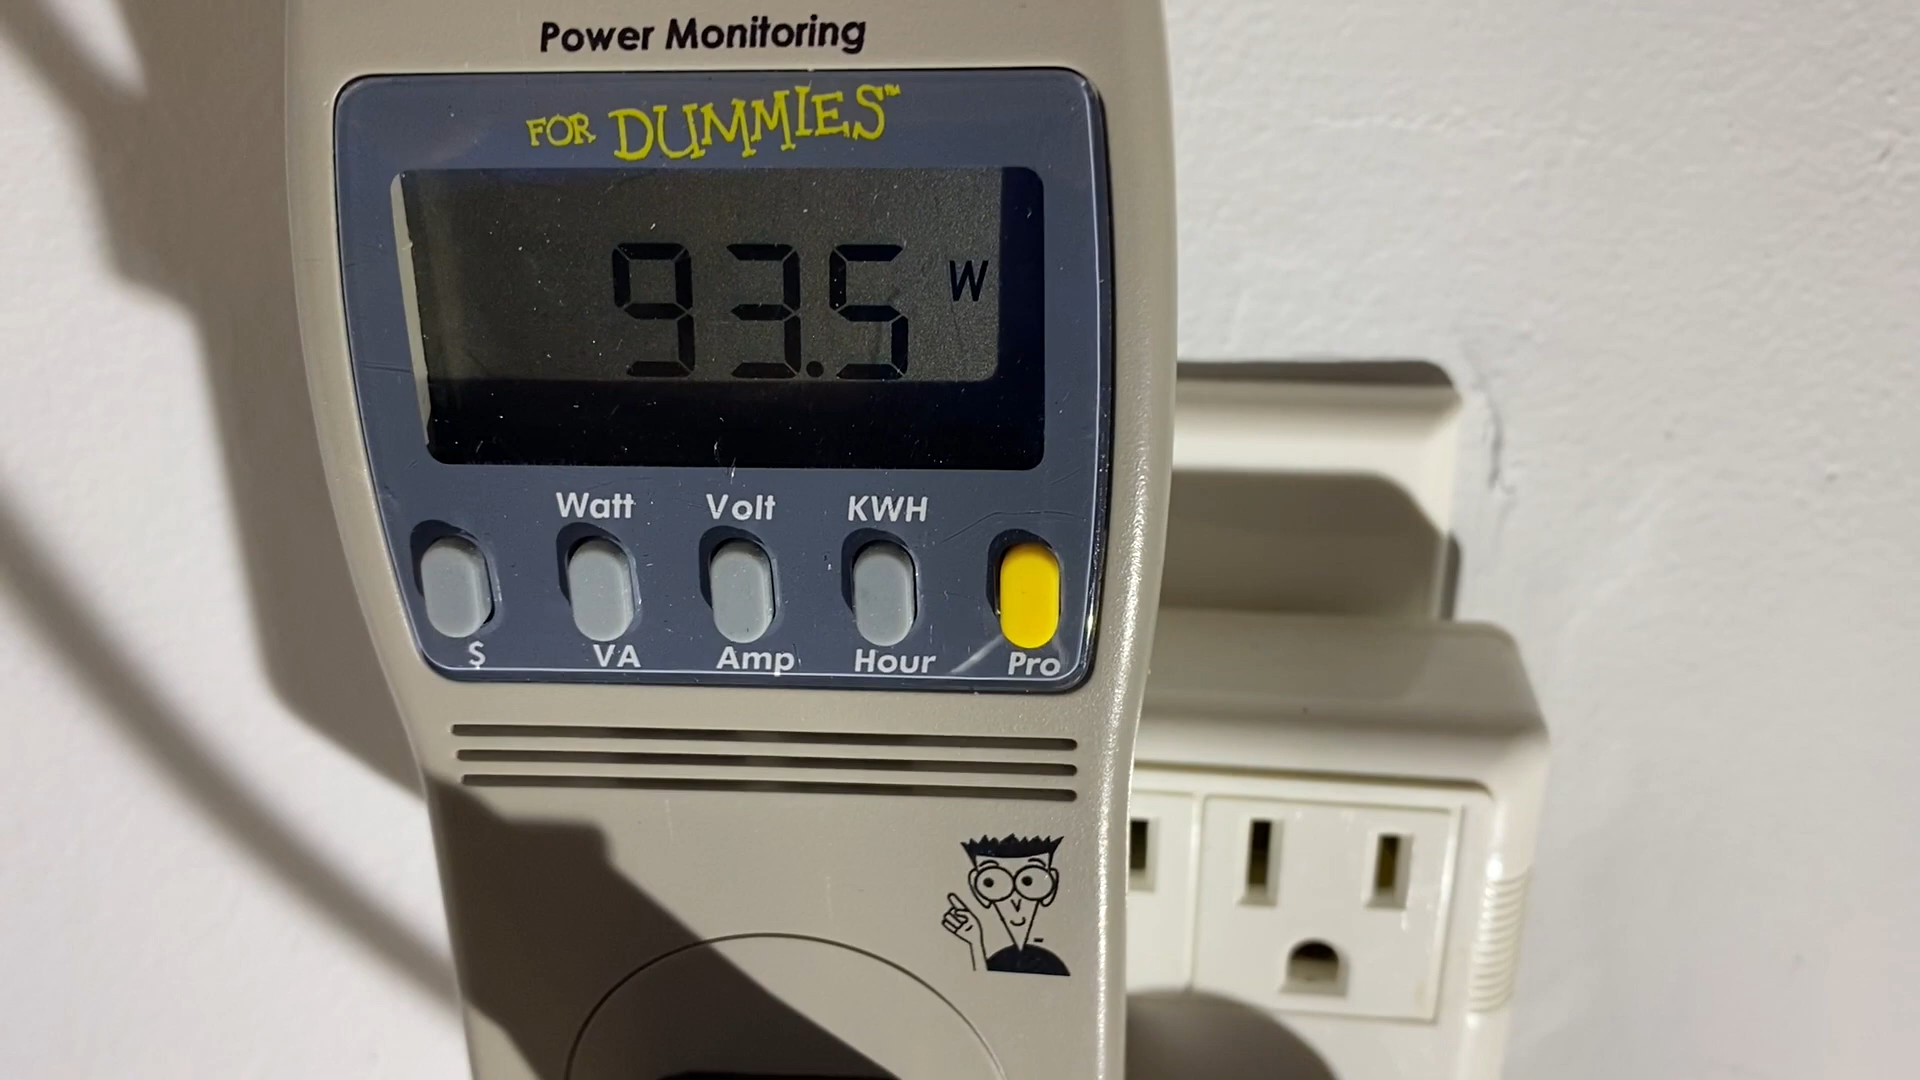 Power Monitoring
FOR DUMMIES™
93.5 W
Watt Volt KWH
$ VA Amp Hour Pro